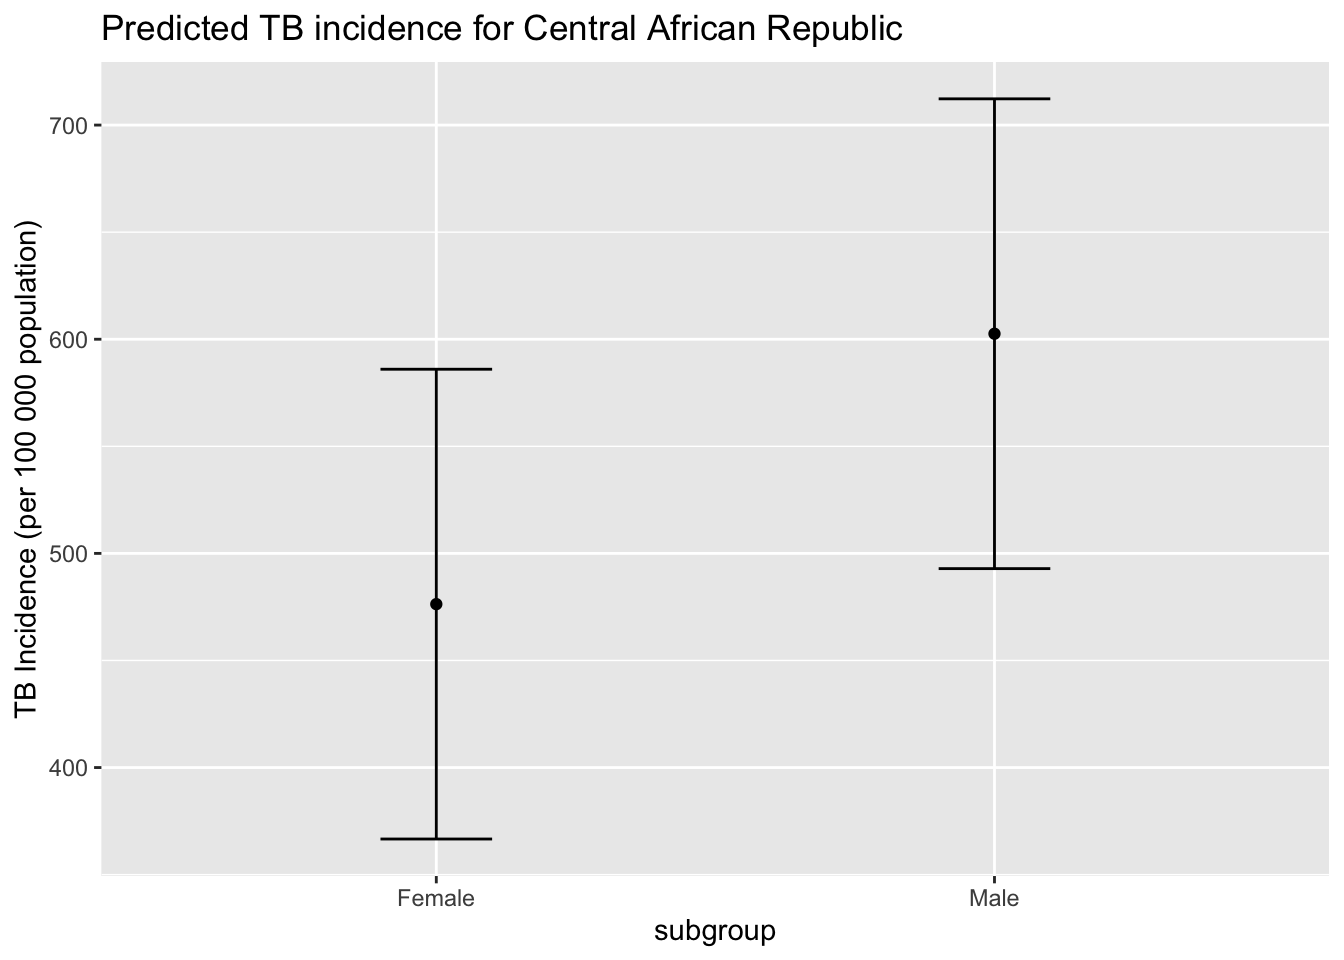 Predicted TB incidence for Central African Republic
TB Incidence (per 100 000 population)
700
600
500
400
Female
Male
subgroup